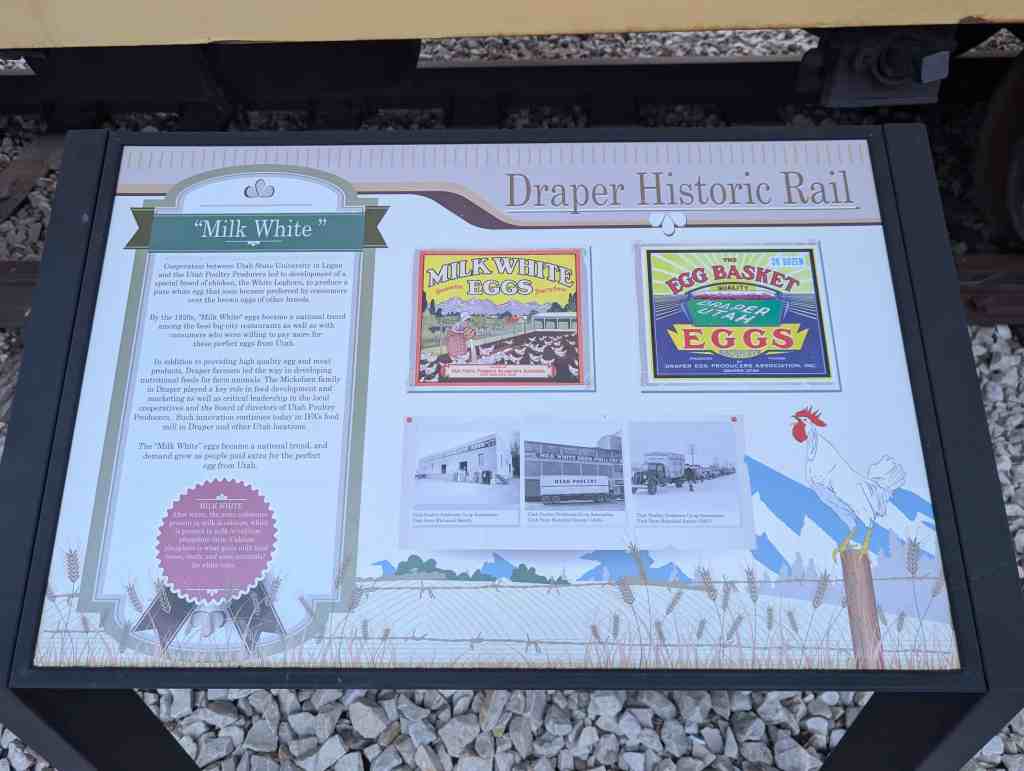 Draper Historic Rail
"Milk White"
Cooperation between Utah State University in Logan
and the Utah Poultry Producers led to development of a
special breed of chicken, the White Leghorn, to produce a
pure white egg that soon became preferred by consumers
over the brown eggs of other breeds.
By the 1920s, "Milk White" eggs became a national trend
among the best big-city restaurants as well as with
consumers who were willing to pay more for
these perfect eggs from Utah.
In addition to providing high quality egg and meat
products, Draper farmers led the way in developing
nutritional feeds for farm animals. The Mickelsen family
in Draper played a key role in feed development and
marketing as well as critical leadership in the local
cooperatives and the Board of directors of Utah Poultry
Producers. Such innovation continues today in IFA's feed
mill in Draper and other Utah locations.
The "Milk White" eggs became a national trend, and
demand grew as people paid extra for the perfect
egg from Utah.
MILK WHITE
MILK WHITE
EGGS
36 DOZEN
THE
EGG BASKET
QUALITY
DRAPER
UTAH
EGGS
BY
DRAPER EGG PRODUCERS ASSOCIATION, INC.
DRAPER, UTAH
UTAH POULTRY